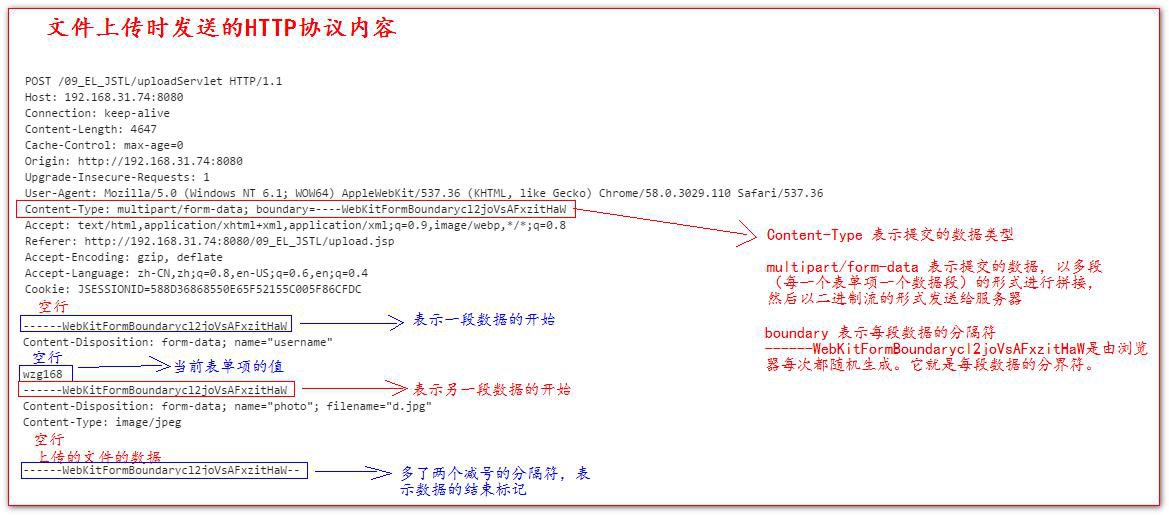 文件上传时发送的HTTP协议内容
POST /09_EL_JSTL/uploadServlet HTTP/1.1
Host: 192.168.31.74:8080
Connection: keep-alive
Content-Length: 4647
Cache-Control: max-age=0
Origin: http://192.168.31.74:8080
Upgrade-Insecure-Requests: 1
User-Agent: Mozilla/5.0 (Windows NT 6.1; WOW64) AppleWebKit/537.36 (KHTML, like Gecko) Chrome/58.0.3029.110 Safari/537.36
Content-Type: multipart/form-data; boundary=----WebKitFormBoundarycl2joVsAFxzitHaW
Accept: text/html,application/xhtml+xml,application/xml;q=0.9,image/webp,*/*;q=0.8
Referer: http://192.168.31.74:8080/09_EL_JSTL/upload.jsp
Accept-Encoding: gzip, deflate
Accept-Language: zh-CN,zh;q=0.8,en-US;q=0.6,en;q=0.4
Cookie: JSESSIONID=588D36868550E65F52155C005F86CFDC
空行
------WebKitFormBoundarycl2joVsAFxzitHaW
表示一段数据的开始
Content-Disposition: form-data; name="username"
空行
当前表单项的值
wzg168
------WebKitFormBoundarycl2joVsAFxzitHaW
表示另一段数据的开始
Content-Disposition: form-data; name="photo"; filename="d.jpg"
Content-Type: image/jpeg
空行
上传的文件的数据
------WebKitFormBoundarycl2joVsAFxzitHaW--
多了两个减号的分隔符，表
示数据的结束标记
Content-Type 表示提交的数据类型
multipart/form-data 表示提交的数据，以多段
（每一个表单项一个数据段）的形式进行拼接，
然后以二进制流的形式发送给服务器
boundary 表示每段数据的分隔符
------WebKitFormBoundarycl2joVsAFxzitHaW是由浏览
器每次都随机生成。它就是每段数据的分界符。